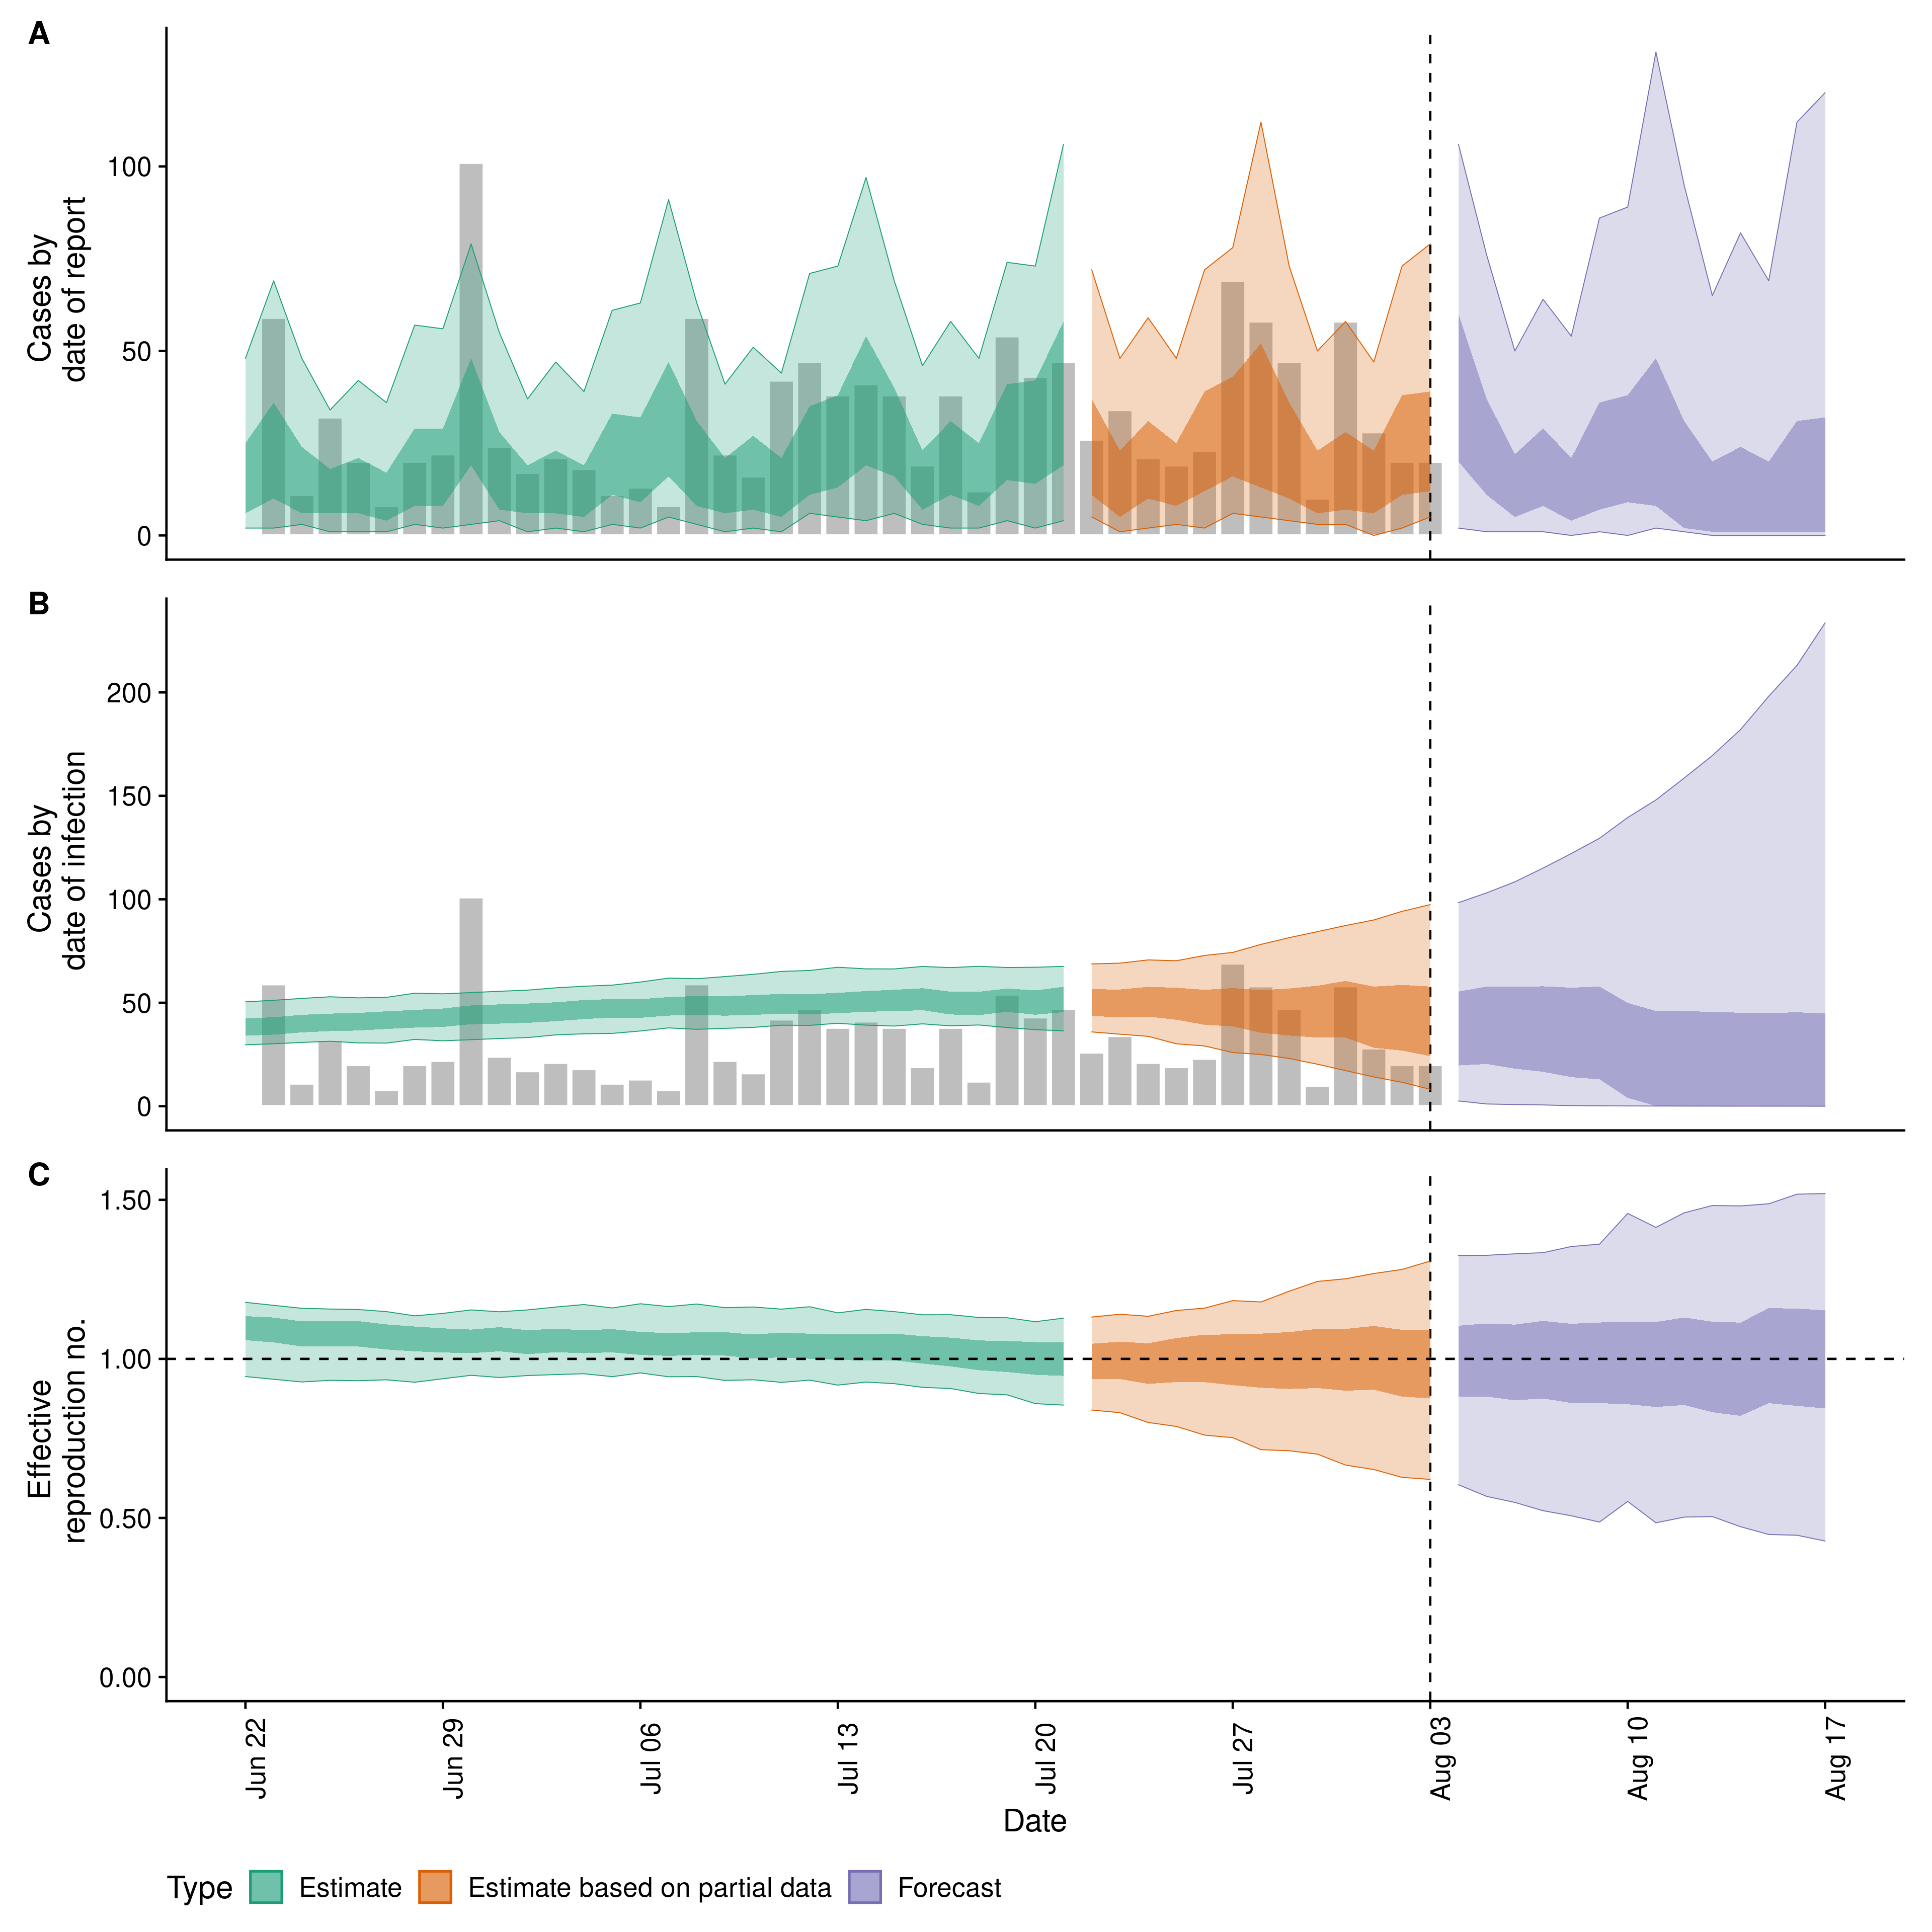 A
Cases by
date of report
100
50
0
B
Cases by
date of infection
200
150
100
50
0
C
Effective
reproduction no.
1.50
1.00
0.50
0.00
Jun 22
Jun 29
Jul 06
Jul 13
Jul 20
Jul 27
Aug 03
Aug 10
Aug 17
Date
Type Estimate Estimate based on partial data Forecast